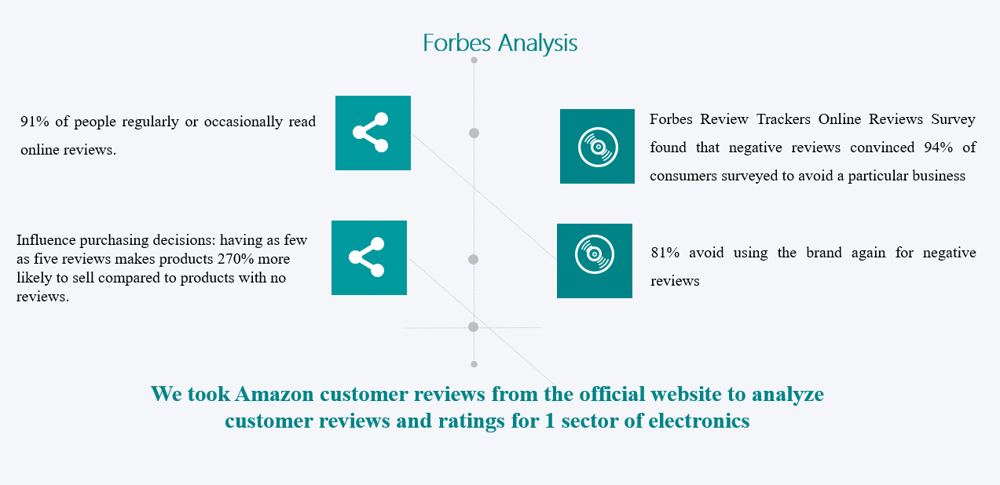 Forbes Analysis
91% of people regularly or occasionally read
online reviews.
Forbes Review Trackers Online Reviews Survey
found that negative reviews convinced 94% of
consumers surveyed to avoid a particular business
Influence purchasing decisions: having as few
as five reviews makes products 270% more
likely to sell compared to products with no
reviews.
81% avoid using the brand again for negative
reviews
We took Amazon customer reviews from the official website to analyze
customer reviews and ratings for 1 sector of electronics